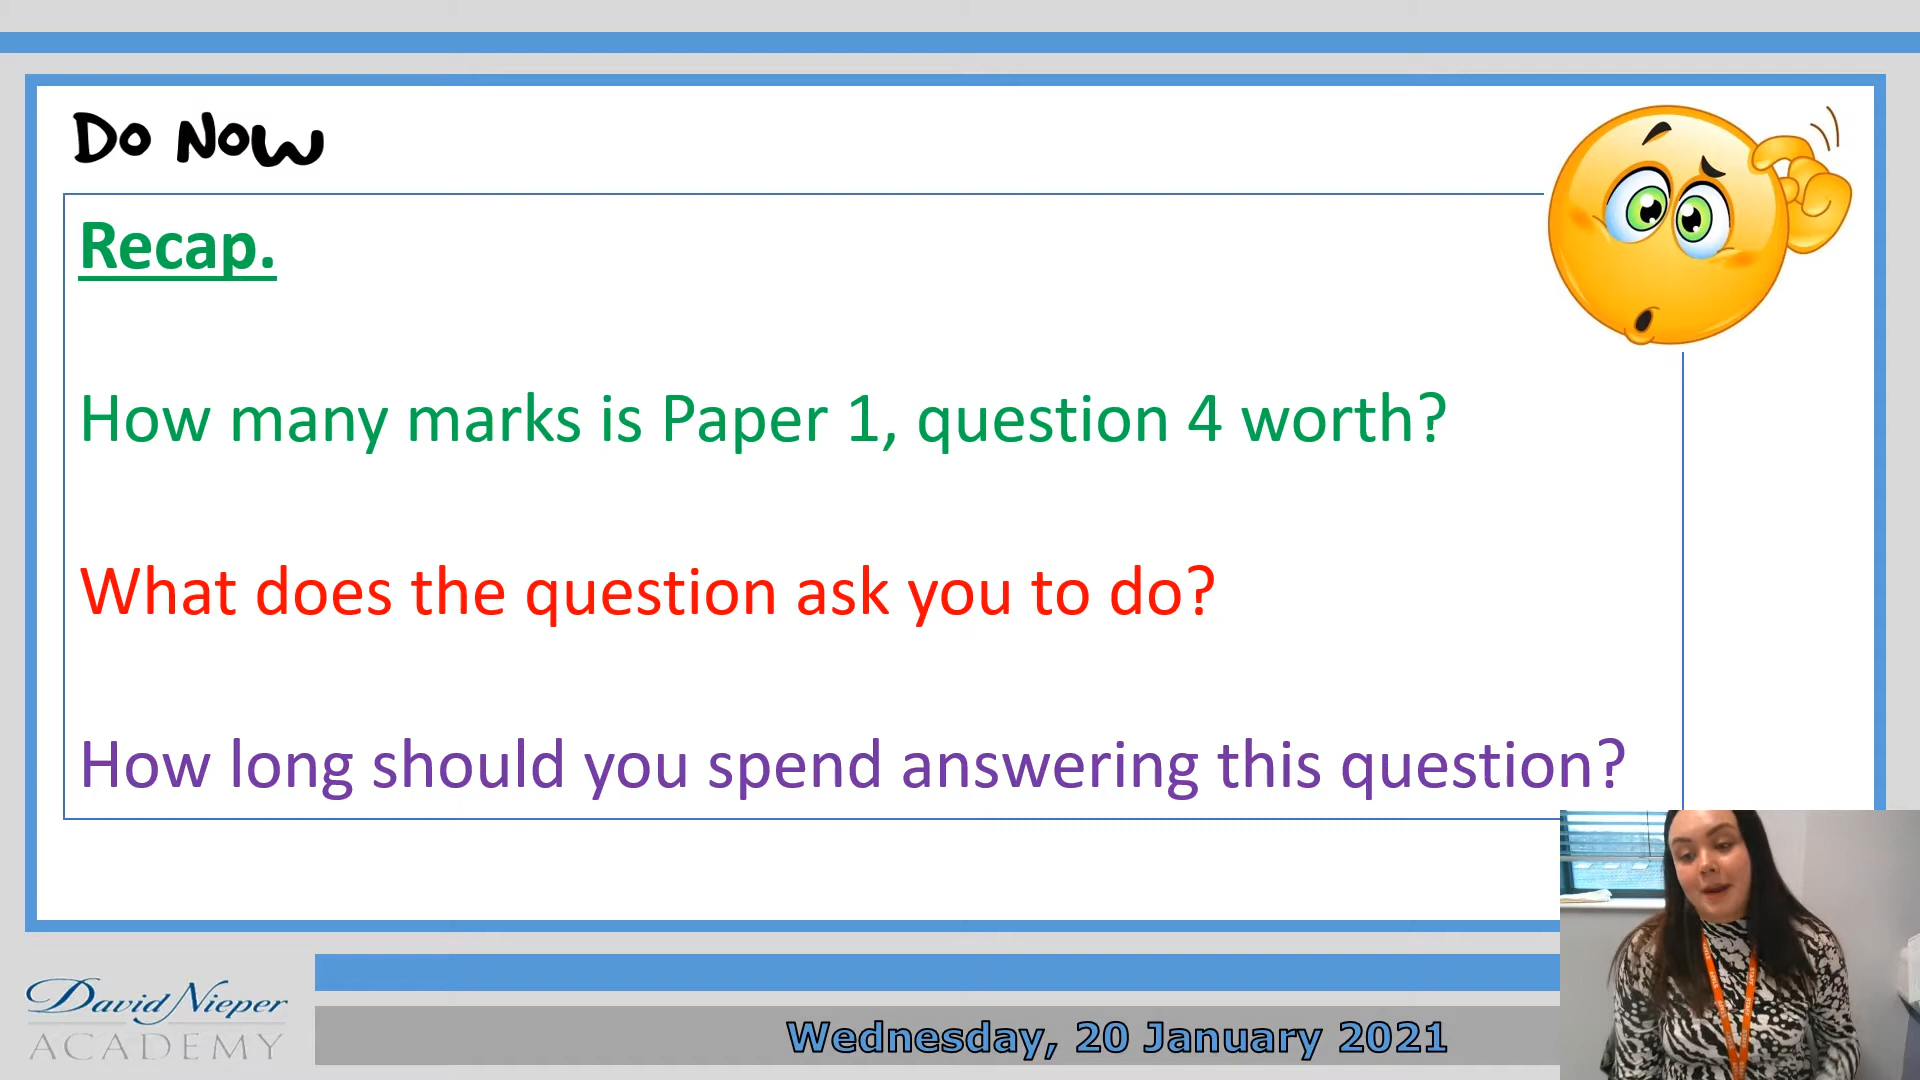 Do Now
Recap.
How many marks is Paper 1, question 4 worth?
What does the question ask you to do?
How long should you spend answering this question?
David Nieper
ACADEMY
Wednesday, 20 January 2021